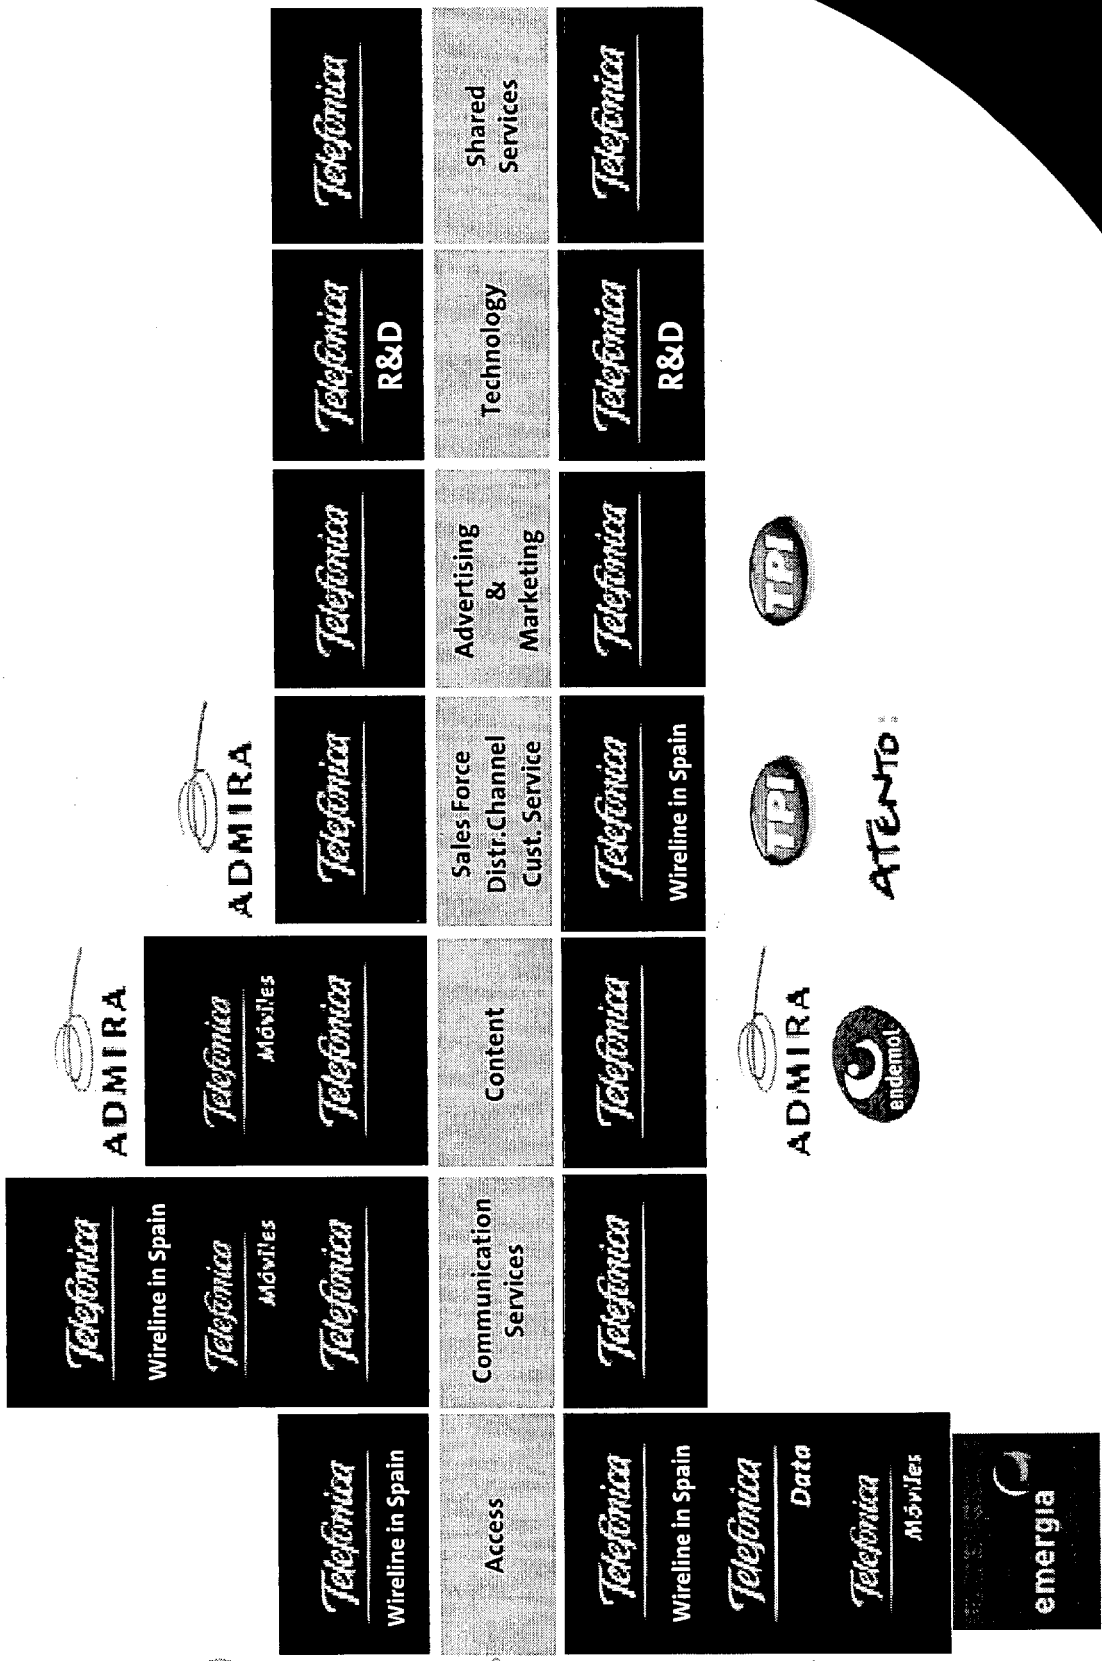 Telefónica
Wireline in Spain
Telefónica
Wireline in Spain
Telefónica
Móviles
Telefónica
ADMIRA
Telefónica
Móviles
Telefónica
ADMIRA
Telefónica
Telefónica
Telefónica
R&D
Telefónica
Access
Communication
Services
Content
Sales Force
Distr.Channel
Cust. Service
Advertising
&
Marketing
Technology
Shared
Services
Telefónica
Wireline in Spain
Telefónica
Data
Telefónica
Móviles
emergia
Telefónica
Telefónica
ADMIRA
endemol
Telefónica
Wireline in Spain
TPI
ATENTO
Telefónica
TPI
Telefónica
R&D
Telefónica